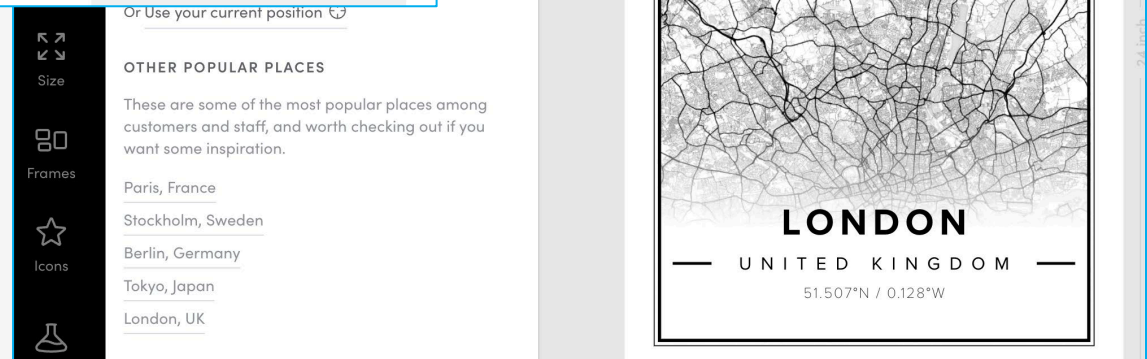 Or Use your current position
Size
OTHER POPULAR PLACES
These are some of the most popular places among
customers and staff, and worth checking out if you
want some inspiration.
Frames
Paris, France
Stockholm, Sweden
Icons
Berlin, Germany
Tokyo, Japan
London, UK
LONDON
UNITED KINGDOM
51.507°N / 0.128°W
24 Inch